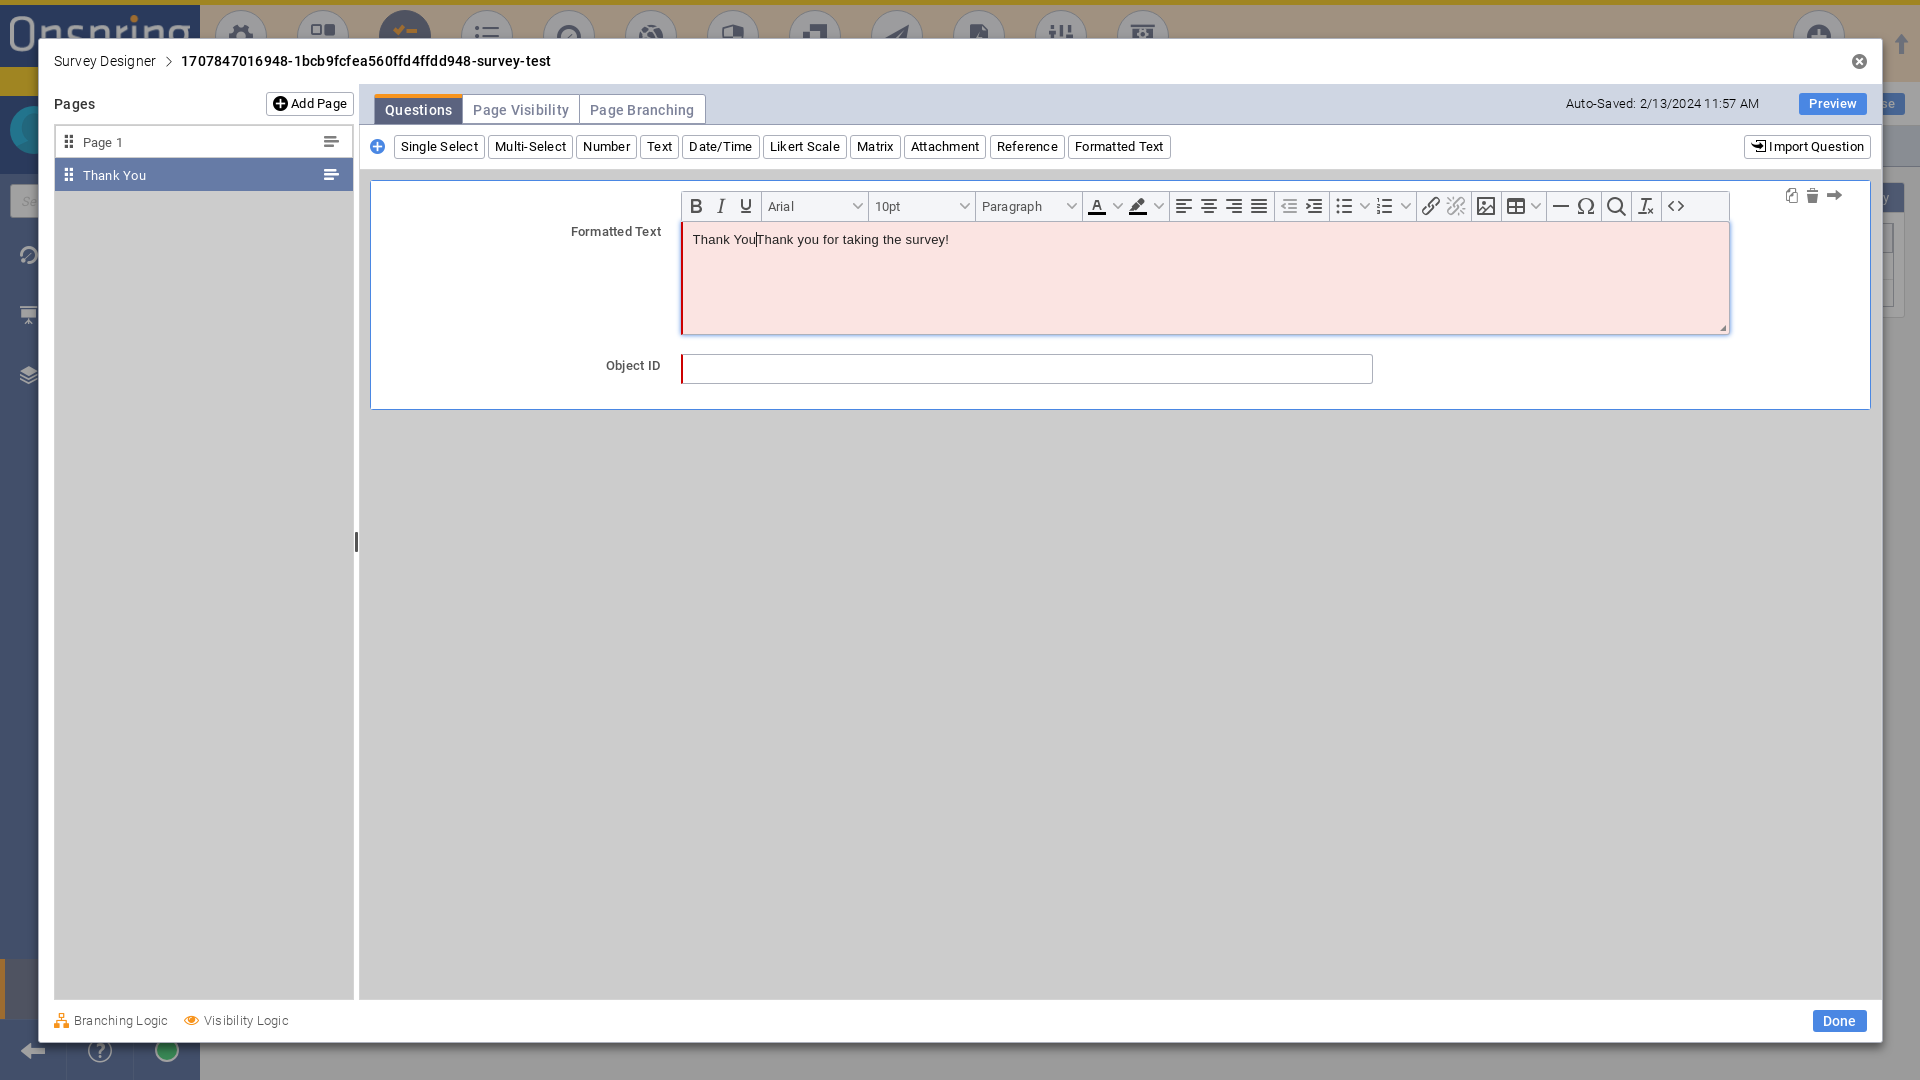 Onspring
Survey Designer > 1707847016948-1bcb9fcfea560ffd4ffdd948-survey-test
Pages
Add Page
Page 1
Thank You
Questions
Page Visibility
Page Branching
Auto-Saved: 2/13/2024 11:57 AM
Preview
Single Select
Multi-Select
Number
Text
Date/Time
Likert Scale
Matrix
Attachment
Reference
Formatted Text
Import Question
B I U Arial 10pt Paragraph A
Formatted Text
Thank YouThank you for taking the survey!
Object ID
Branching Logic
Visibility Logic
Done